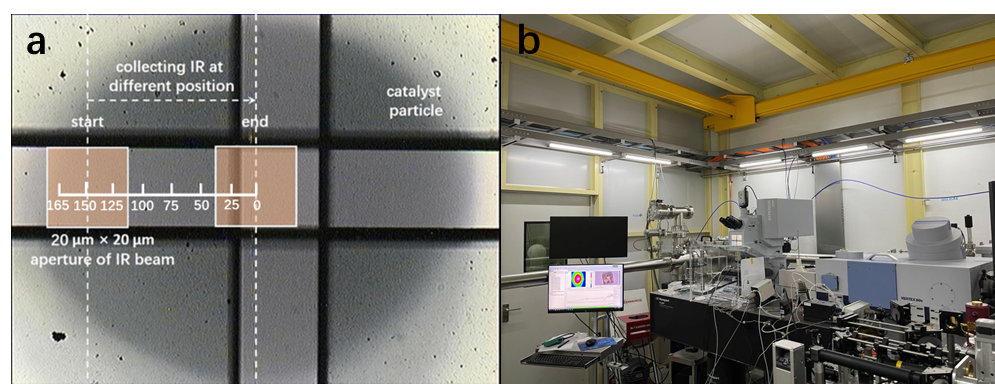 a
collecting IR at
different position
start
end
catalyst
particle
165 150 125 100 75 50 25 0
20 μm × 20 μm
aperture of IR beam
b